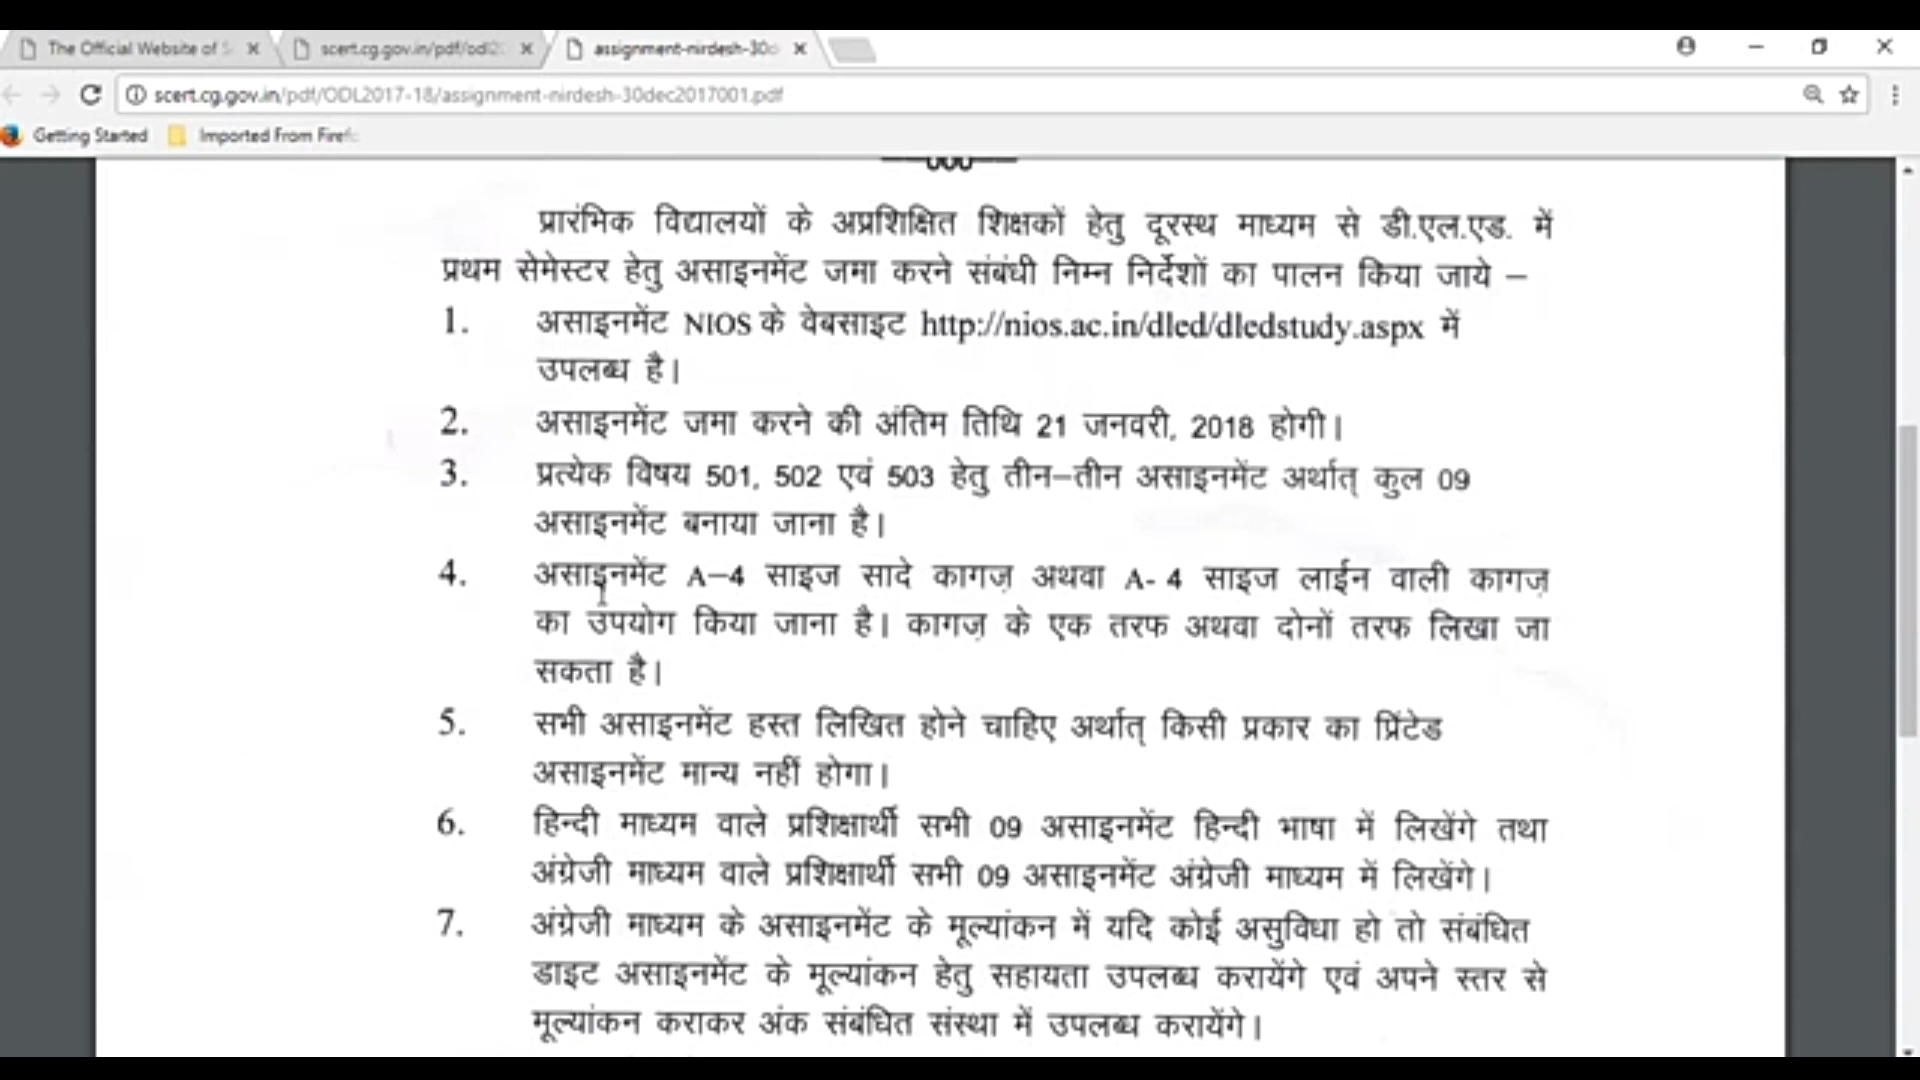 The Official Website of S
scert.cg.gov.in/pdf/odl20
assignment-nirdesh-30d
scert.cg.gov.in/pdf/ODL2017-18/assignment-nirdesh-30dec2017001.pdf
Getting Started
Imported From Firefo
——000——
प्रारंभिक विद्यालयों के अप्रशिक्षित शिक्षकों हेतु दूरस्थ माध्यम से डी.एल.एड. में
प्रथम सेमेस्टर हेतु असाइनमेंट जमा करने संबंधी निम्न निर्देशों का पालन किया जाये –
1. असाइनमेंट NIOS के वेबसाइट http://nios.ac.in/dled/dledstudy.aspx में
उपलब्ध है।
2. असाइनमेंट जमा करने की अंतिम तिथि 21 जनवरी, 2018 होगी।
3. प्रत्येक विषय 501, 502 एवं 503 हेतु तीन–तीन असाइनमेंट अर्थात् कुल 09
असाइनमेंट बनाया जाना है।
4. असाइनमेंट A–4 साइज सादे कागज़ अथवा A- 4 साइज लाईन वाली कागज़
का उपयोग किया जाना है। कागज़ के एक तरफ अथवा दोनों तरफ लिखा जा
सकता है।
5. सभी असाइनमेंट हस्त लिखित होने चाहिए अर्थात् किसी प्रकार का प्रिंटेड
असाइनमेंट मान्य नहीं होगा।
6. हिन्दी माध्यम वाले प्रशिक्षार्थी सभी 09 असाइनमेंट हिन्दी भाषा में लिखेंगे तथा
अंग्रेजी माध्यम वाले प्रशिक्षार्थी सभी 09 असाइनमेंट अंग्रेजी माध्यम में लिखेंगे।
7. अंग्रेजी माध्यम के असाइनमेंट के मूल्यांकन में यदि कोई असुविधा हो तो संबंधित
डाइट असाइनमेंट के मूल्यांकन हेतु सहायता उपलब्ध करायेंगे एवं अपने स्तर से
मूल्यांकन कराकर अंक संबंधित संस्था में उपलब्ध करायेंगे।